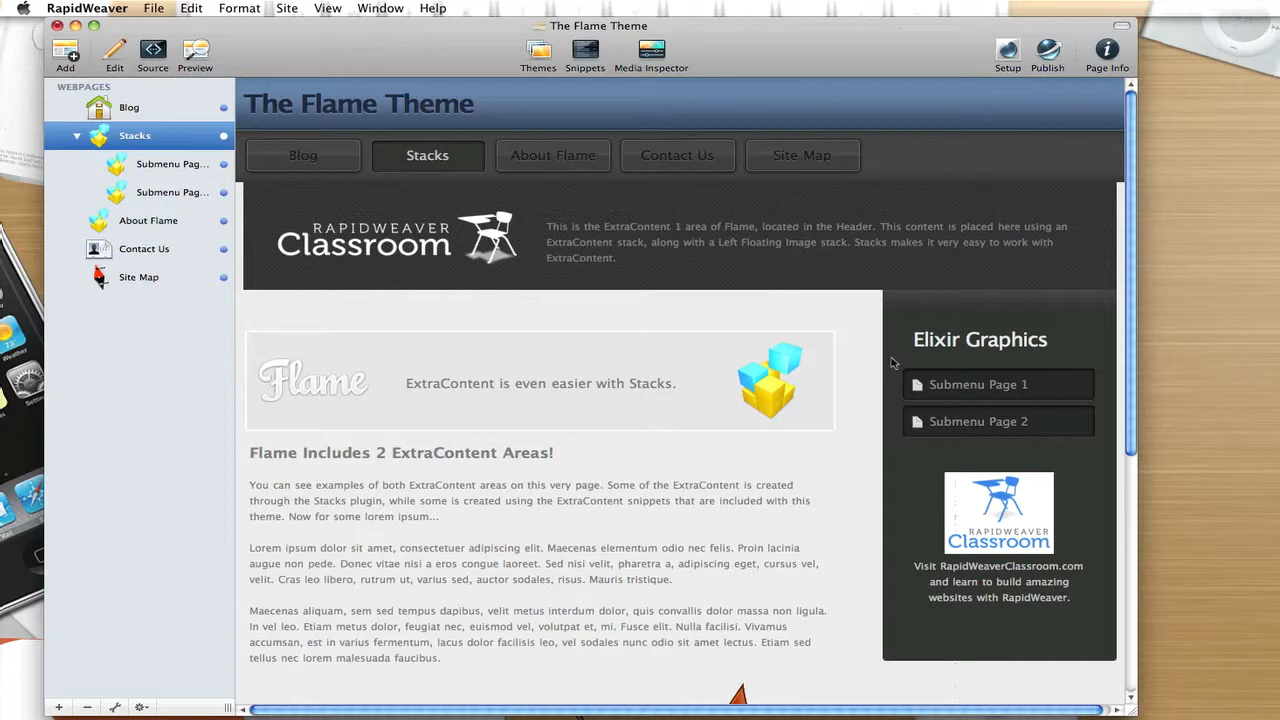 RapidWeaver File Edit Format Site View Window Help
The Flame Theme
Add Edit Source Preview Themes Snippets Media Inspector Setup Publish Page Info
WEBPAGES
Blog
Stacks
Submenu Pag...
Submenu Pag...
About Flame
Contact Us
Site Map
The Flame Theme
Blog Stacks About Flame Contact Us Site Map
RAPIDWEAVER
Classroom
This is the ExtraContent 1 area of Flame, located in the Header. This content is placed here using an
ExtraContent stack, along with a Left Floating Image stack. Stacks makes it very easy to work with
ExtraContent.
Flame
ExtraContent is even easier with Stacks.
Flame Includes 2 ExtraContent Areas!
You can see examples of both ExtraContent areas on this very page. Some of the ExtraContent is created
through the Stacks plugin, while some is created using the ExtraContent snippets that are included with this
theme. Now for some lorem ipsum...
Lorem ipsum dolor sit amet, consectetuer adipiscing elit. Maecenas elementum odio nec felis. Proin lacinia
augue non pede. Donec vitae nisi a eros congue laoreet. Sed nisi velit, pharetra a, adipiscing eget, cursus vel,
velit. Cras leo libero, rutrum ut, varius sed, auctor sodales, risus. Mauris tristique.
Maecenas aliquam, sem sed tempus dapibus, velit metus interdum dolor, quis convallis dolor massa non ligula.
In vel leo. Etiam metus dolor, feugiat nec, euismod vel, volutpat et, mi. Fusce elit. Nulla facilisi. Vivamus
accumsan, est in varius fermentum, lacus dolor facilisis leo, vel sodales nunc odio sit amet lectus. Etiam sed
tellus nec lorem malesuada faucibus.
Elixir Graphics
Submenu Page 1
Submenu Page 2
RAPIDWEAVER
Classroom
Visit RapidWeaverClassroom.com
and learn to build amazing
websites with RapidWeaver.
Weather